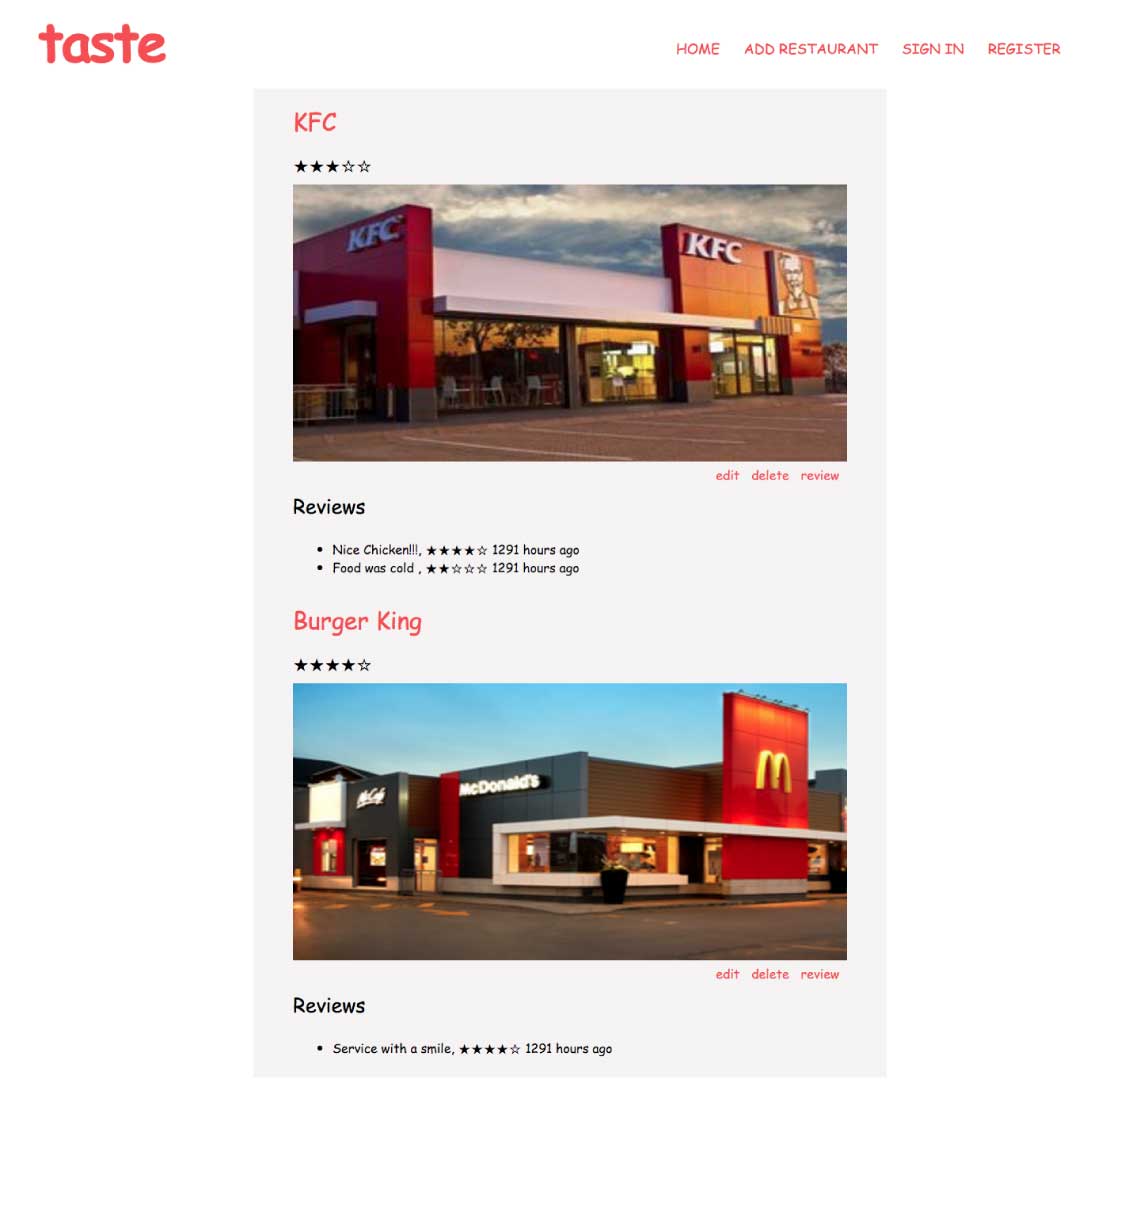 taste
HOME ADD RESTAURANT SIGN IN REGISTER
KFC
★★★☆☆
KFC
KFC
edit delete review
Reviews
• Nice Chicken!!!, ★★★★☆ 1291 hours ago
• Food was cold , ★★☆☆☆ 1291 hours ago
Burger King
★★★★☆
McCafé
McDonald's
M
edit delete review
Reviews
• Service with a smile, ★★★★☆ 1291 hours ago